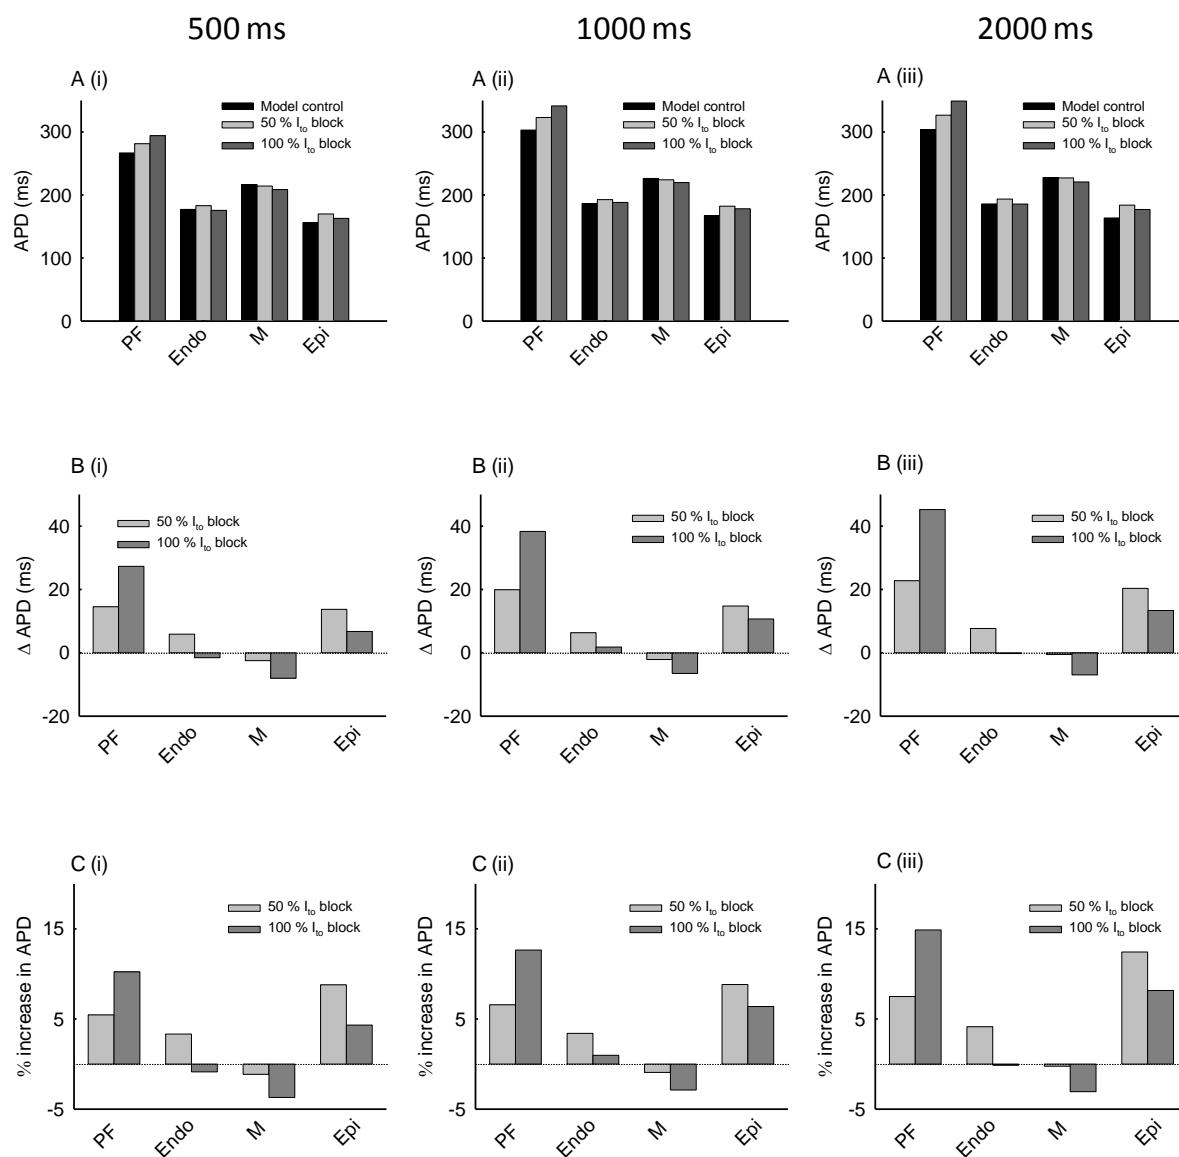 500 ms
1000 ms
2000 ms
A (i)
APD (ms)
300
200
100
0
Model control
50 % Ito block
100 % Ito block
PF
Endo
M
Epi
A (ii)
APD (ms)
300
200
100
0
Model control
50 % Ito block
100 % Ito block
PF
Endo
M
Epi
A (iii)
APD (ms)
300
200
100
0
Model control
50 % Ito block
100 % Ito block
PF
Endo
M
Epi
B (i)
Δ APD (ms)
40
20
0
-20
50 % Ito block
100 % Ito block
PF
Endo
M
Epi
B (ii)
Δ APD (ms)
40
20
0
-20
50 % Ito block
100 % Ito block
PF
Endo
M
Epi
B (iii)
Δ APD (ms)
40
20
0
-20
50 % Ito block
100 % Ito block
PF
Endo
M
Epi
C (i)
% increase in APD
15
5
-5
50 % Ito block
100 % Ito block
PF
Endo
M
Epi
C (ii)
% increase in APD
15
5
-5
50 % Ito block
100 % Ito block
PF
Endo
M
Epi
C (iii)
% increase in APD
15
5
-5
50 % Ito block
100 % Ito block
PF
Endo
M
Epi